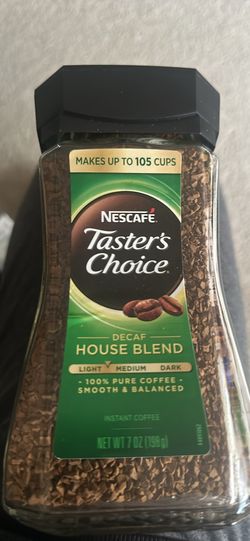 MAKES UP TO 105 CUPS
NESCAFÉ
Taster's
Choice
DECAF
HOUSE BLEND
LIGHT MEDIUM DARK
- 100% PURE COFFEE -
SMOOTH & BALANCED
INSTANT COFFEE
NET WT 7 OZ (198g)